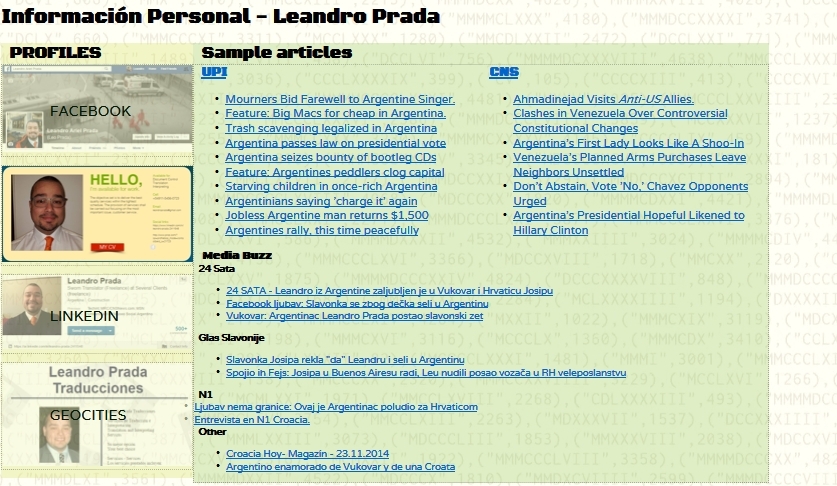 Información Personal - Leandro Prada
PROFILES
FACEBOOK
Leandro Ariel Prada
HELLO,
I'm available for work
MY CV
Leandro Prada
LINKEDIN
500+
Leandro Prada
Traducciones
GEOCITIES
Sample articles
UPI
Mourners Bid Farewell to Argentine Singer.
Feature: Big Macs for cheap in Argentina.
Trash scavenging legalized in Argentina
Argentina passes law on presidential vote
Argentina seizes bounty of bootleg CDs
Feature: Argentines peddlers clog capital
Starving children in once-rich Argentina
Argentinians saying 'charge it' again
Jobless Argentine man returns $1,500
Argentines rally, this time peacefully
CNS
Ahmadinejad Visits Anti-US Allies.
Clashes in Venezuela Over Controversial
Constitutional Changes
Argentina's First Lady Looks Like A Shoo-In
Venezuela's Planned Arms Purchases Leave
Neighbors Unsettled
Don't Abstain, Vote 'No,' Chavez Opponents
Urged
Argentina's Presidential Hopeful Likened to
Hillary Clinton
Media Buzz
24 Sata
24 SATA - Leandro iz Argentine zaljubljen je u Vukovar i Hrvaticu Josipu
Facebook ljubav: Slavonka se zbog dečka seli u Argentinu
Vukovar: Argentinac Leandro Prada postao slavonski zet
Glas Slavonije
Slavonka Josipa rekla "da" Leandru i seli u Argentinu
Spojio ih Fejs: Josipa u Buenos Airesu radi, Leu nudili posao vozača u RH veleposlanstvu
N1
Ljubav nema granice: Ovaj je Argentinac poludio za Hrvaticom
Entrevista en N1 Croacia.
Other
Croacia Hoy- Magazin - 23.11.2014
Argentino enamorado de Vukovar y de una Croata